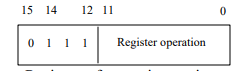 15 14 12 11 0
0 1 1 1 Register operation